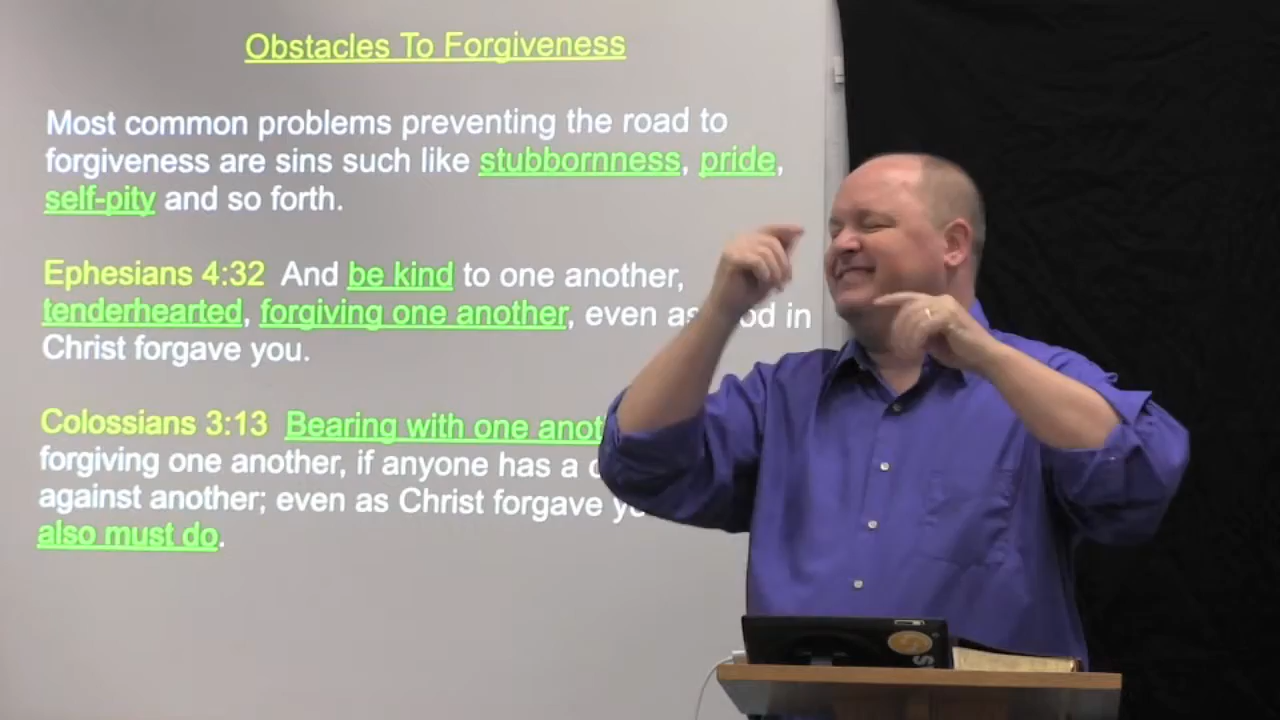 Obstacles To Forgiveness
Most common problems preventing the road to
forgiveness are sins such like stubbornness, pride,
self-pity and so forth.
Ephesians 4:32 And be kind to one another,
tenderhearted, forgiving one another, even as in
Christ forgave you.
Colossians 3:13 Bearing with one
forgiving one another, if anyone has a
against another; even as Christ forgave
also must do.